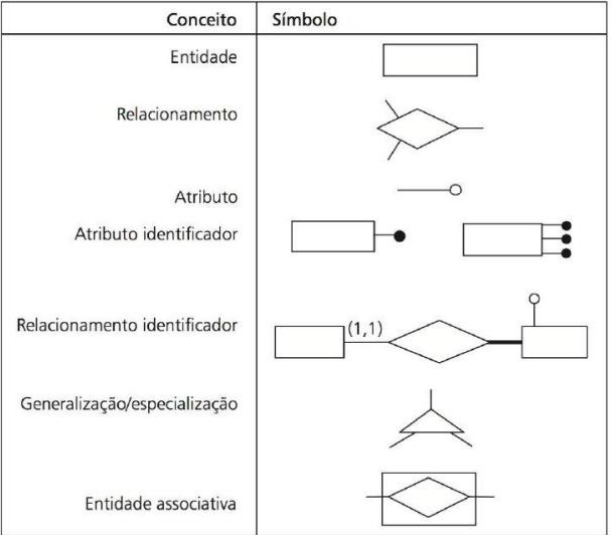 Conceito Símbolo
Entidade
Relacionamento
Atributo
Atributo identificador
Relacionamento identificador (1,1)
Generalização/especialização
Entidade associativa